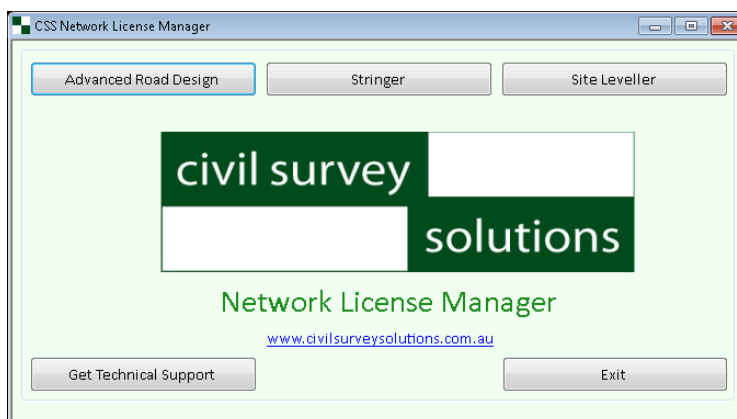 CSS Network License Manager
Advanced Road Design
Stringer
Site Leveller
civil survey
solutions
Network License Manager
www.civilsurveysolutions.com.au
Get Technical Support
Exit